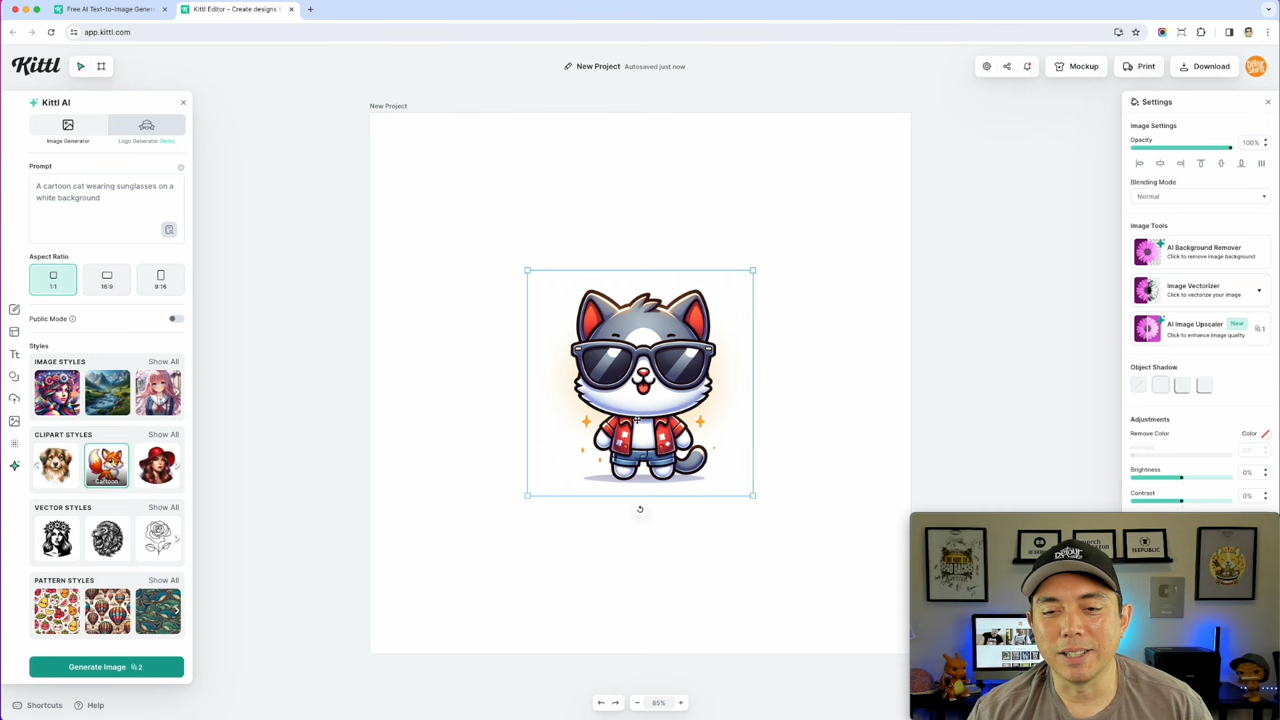 Free AI Text-to-Image Genera
Kittl Editor - Create designs t
app.kittl.com
Kittl
New Project
Autosaved just now
Mockup
Print
Download
Kittl AI
Image Generator
Logo Generator (Beta)
Prompt
A cartoon cat wearing sunglasses on a
white background
Aspect Ratio
1:1
16:9
9:16
Public Mode
Styles
IMAGE STYLES
Show All
CLIPART STYLES
Show All
Cartoon
VECTOR STYLES
Show All
PATTERN STYLES
Show All
Generate Image
2
Shortcuts
Help
New Project
85%
Settings
Image Settings
Opacity
100%
Blending Mode
Normal
Image Tools
AI Background Remover
Click to remove image background
Image Vectorizer
Click to vectorize your image
AI Image Upscaler
New
Click to enhance image quality
1
Object Shadow
Adjustments
Remove Color
Color
Brightness
0%
Contrast
0%
TEEPUBLIC